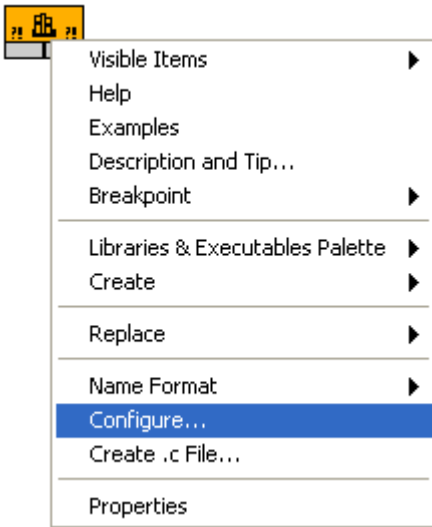 ?! ?!
Visible Items
Help
Examples
Description and Tip...
Breakpoint
Libraries & Executables Palette
Create
Replace
Name Format
Configure...
Create .c File...
Properties